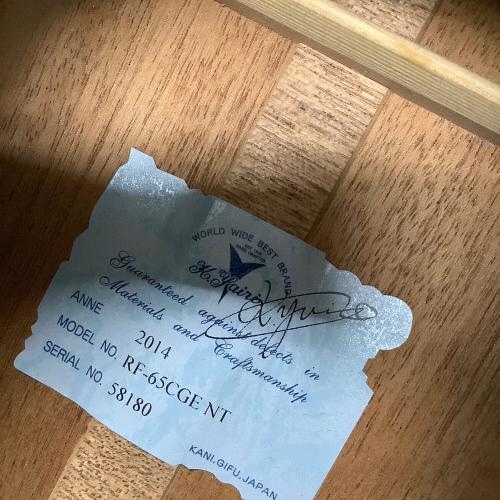 WORLD WIDE BEST BRAND
K.Yairi
Guaranteed against defects in
Materials and Craftsmanship
ANNE 2014
MODEL NO. RF-65CGE NT
SERIAL NO. 58180
KANI,GIFU,JAPAN